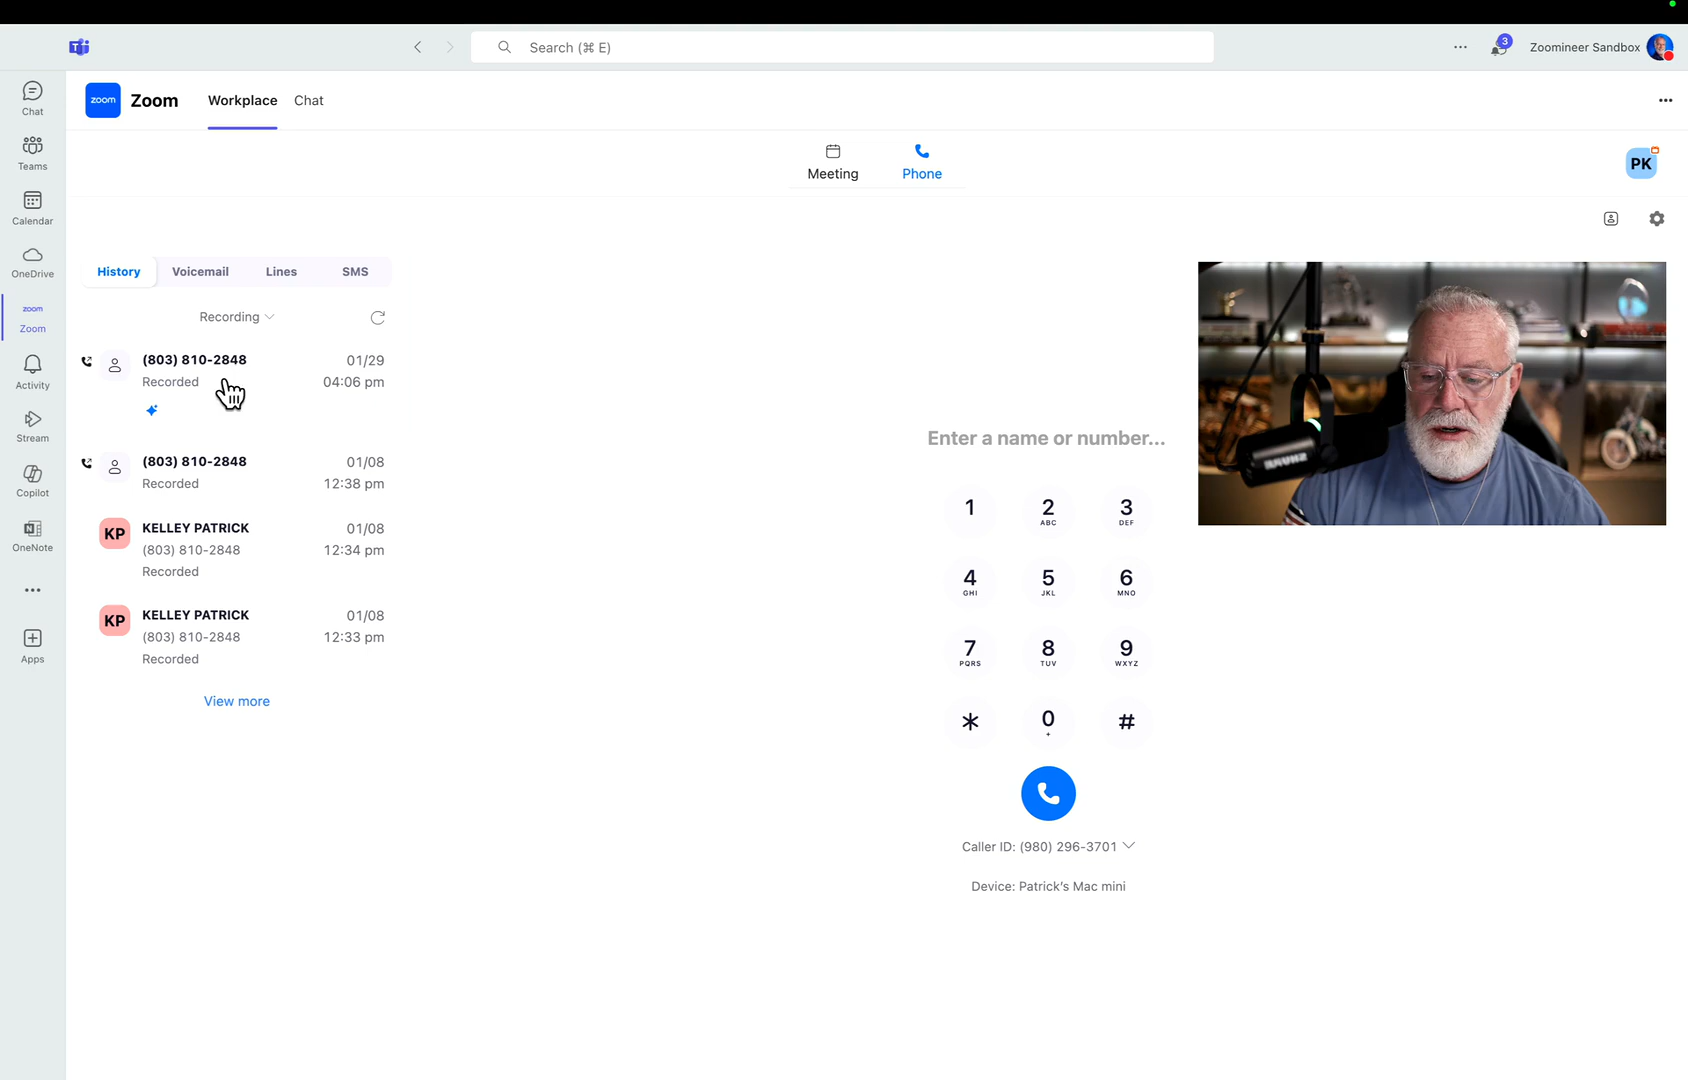 Search (⌘ E)
3
Zoomineer Sandbox
Chat
Teams
Calendar
OneDrive
zoom
Zoom
Activity
Stream
Copilot
OneNote
Apps
zoom
Zoom
Workplace
Chat
Meeting
Phone
PK
History
Voicemail
Lines
SMS
Recording
(803) 810-2848 01/29
Recorded 04:06 pm
(803) 810-2848 01/08
Recorded 12:38 pm
KP
KELLEY PATRICK 01/08
(803) 810-2848 12:34 pm
Recorded
KP
KELLEY PATRICK 01/08
(803) 810-2848 12:33 pm
Recorded
View more
Enter a name or number...
1 2 3
ABC DEF
4 5 6
GHI JKL MNO
7 8 9
PQRS TUV WXYZ
* 0 #
+
Caller ID: (980) 296-3701
Device: Patrick's Mac mini
SHURE